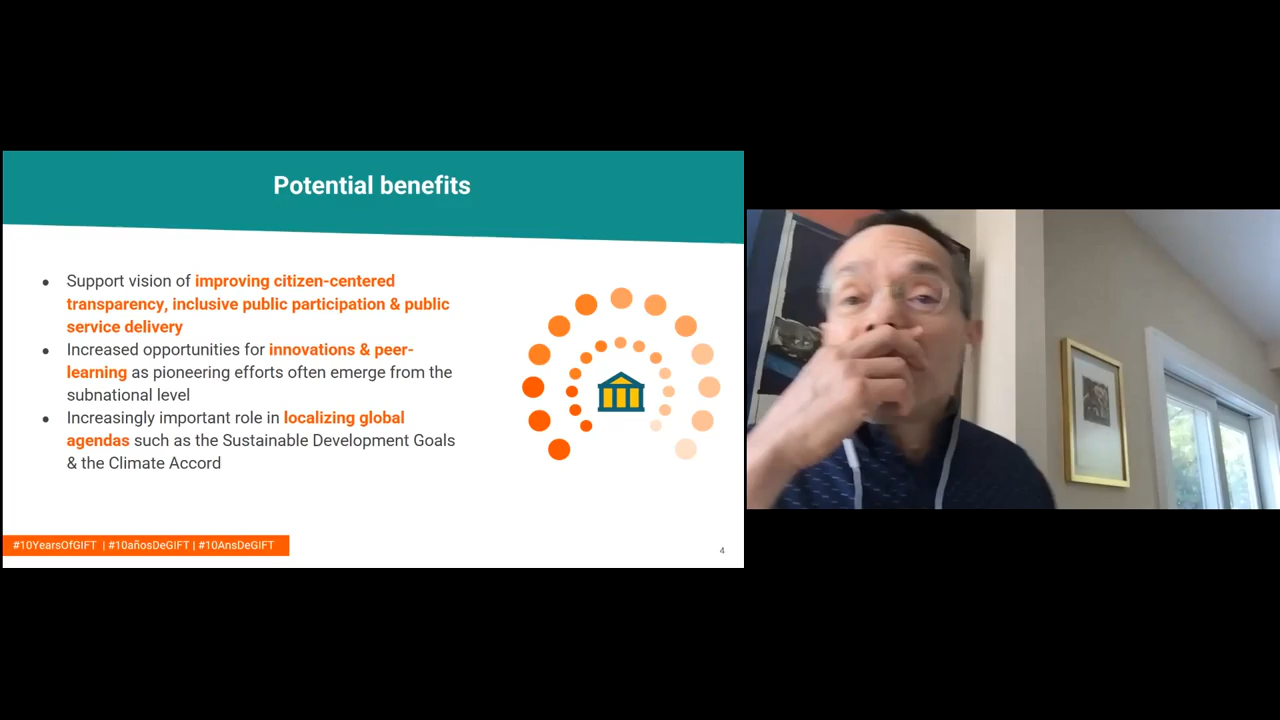 Potential benefits
● Support vision of improving citizen-centered
transparency, inclusive public participation & public
service delivery
● Increased opportunities for innovations & peer-
learning as pioneering efforts often emerge from the
subnational level
● Increasingly important role in localizing global
agendas such as the Sustainable Development Goals
& the Climate Accord
#10YearsOfGIFT | #10añosDeGIFT | #10AnsDeGIFT
4